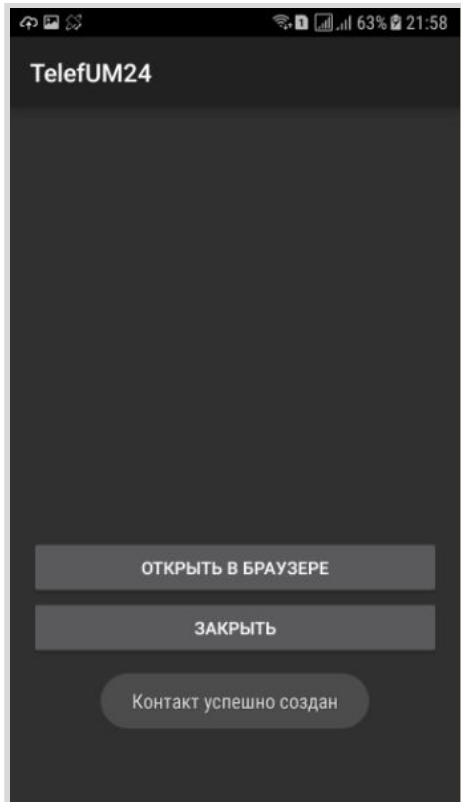 63% 21:58
TelefUM24
ОТКРЫТЬ В БРАУЗЕРЕ
ЗАКРЫТЬ
Контакт успешно создан